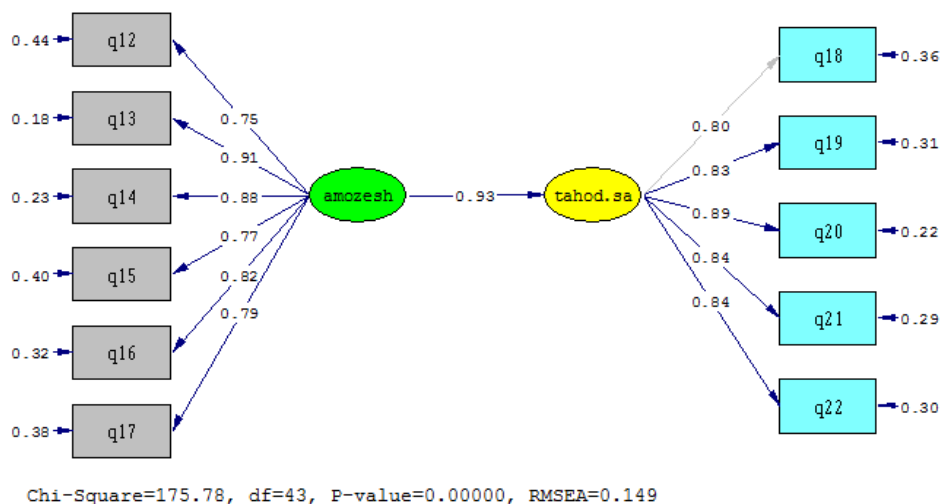 0.44 q12
0.18 q13
0.23 q14
0.40 q15
0.32 q16
0.38 q17
0.75
0.91
0.88
0.77
0.82
0.79
amozesh
0.93
tahod.sa
0.80
0.83
0.89
0.84
0.84
q18 0.36
q19 0.31
q20 0.22
q21 0.29
q22 0.30
Chi-Square=175.78, df=43, P-value=0.00000, RMSEA=0.149